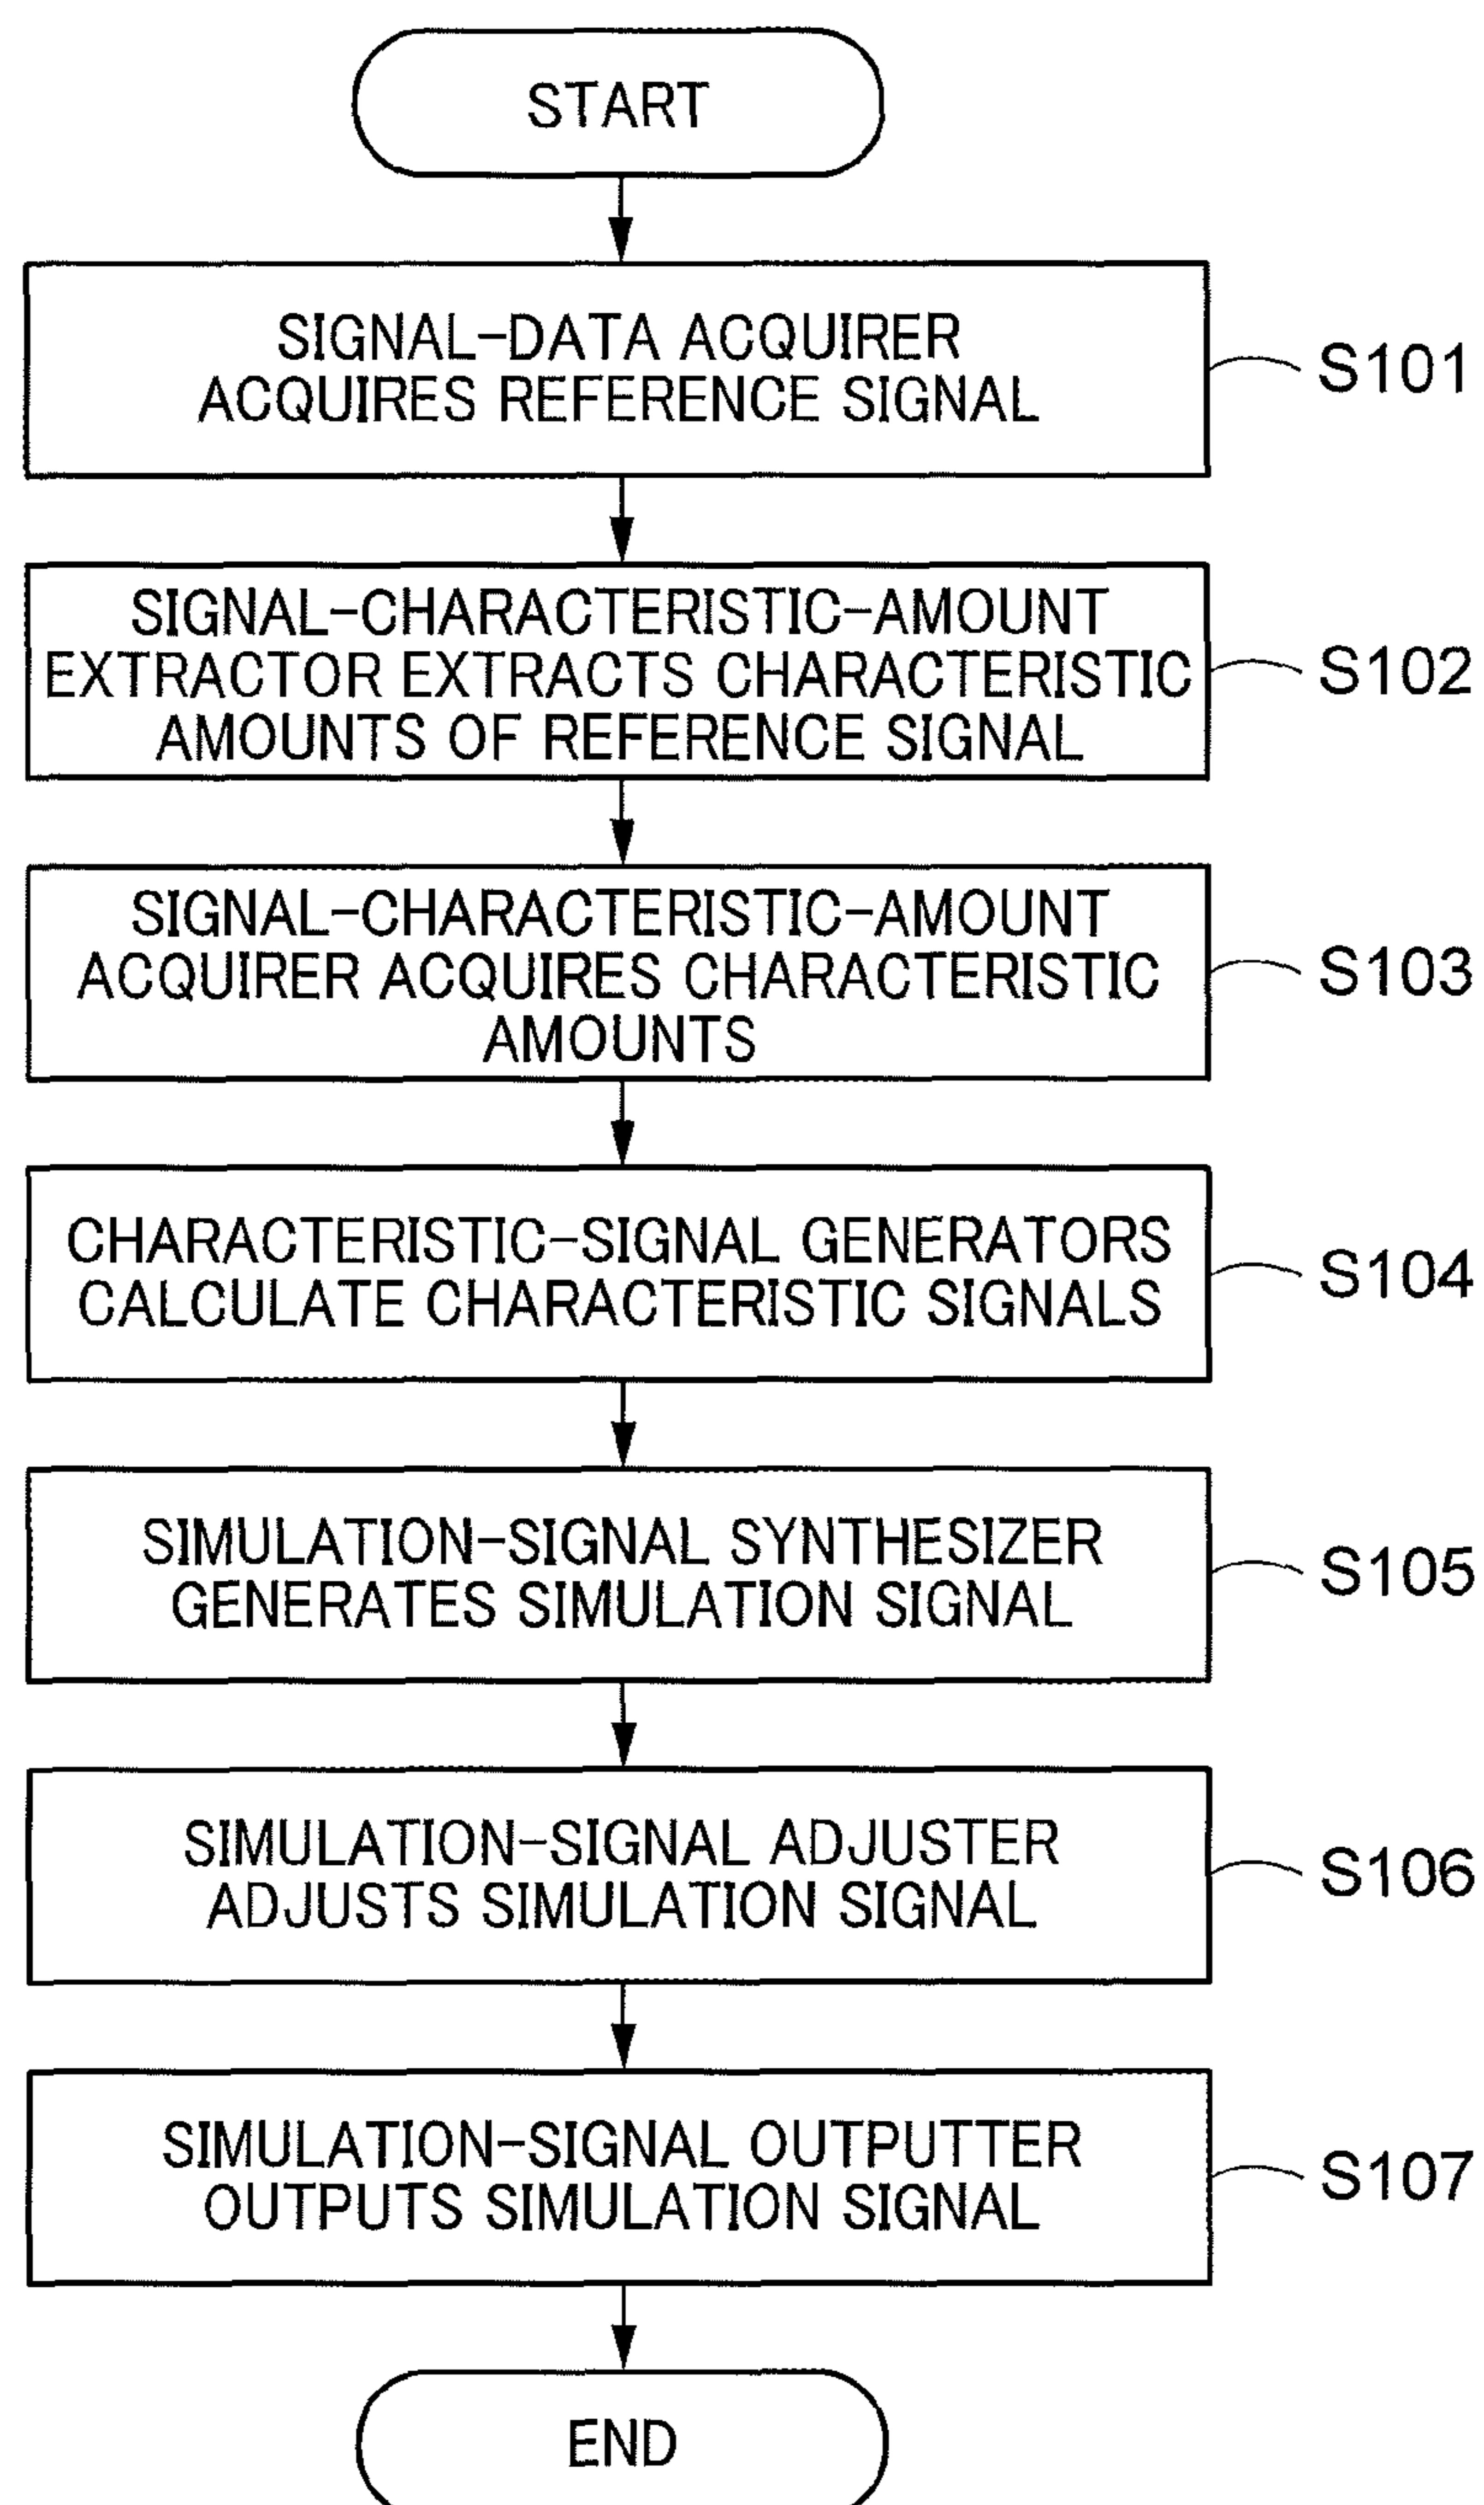 START
SIGNAL-DATA ACQUIRER
ACQUIRES REFERENCE SIGNAL
S101
SIGNAL-CHARACTERISTIC-AMOUNT
EXTRACTOR EXTRACTS CHARACTERISTIC
AMOUNTS OF REFERENCE SIGNAL
S102
SIGNAL-CHARACTERISTIC-AMOUNT
ACQUIRER ACQUIRES CHARACTERISTIC
AMOUNTS
S103
CHARACTERISTIC-SIGNAL GENERATORS
CALCULATE CHARACTERISTIC SIGNALS
S104
SIMULATION-SIGNAL SYNTHESIZER
GENERATES SIMULATION SIGNAL
S105
SIMULATION-SIGNAL ADJUSTER
ADJUSTS SIMULATION SIGNAL
S106
SIMULATION-SIGNAL OUTPUTTER
OUTPUTS SIMULATION SIGNAL
S107
END